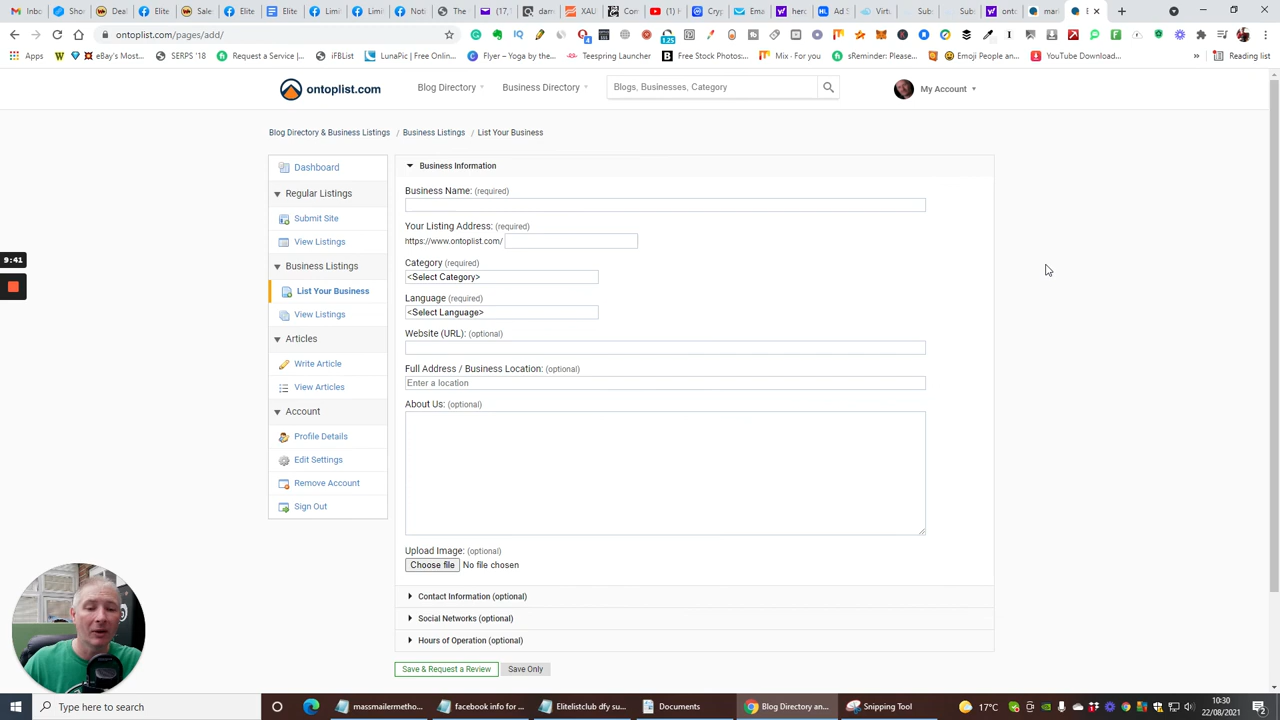 ontoplist.com/pages/add/
Apps
eBay's Most...
SERPS '18
Request a Service |...
iFBList
LunaPic | Free Onlin...
Flyer – Yoga by the...
Teespring Launcher
Free Stock Photos:...
Mix · For you
sReminder: Please...
Emoji People and...
YouTube Download...
»
Reading list
ontoplist.com
Blog Directory
Business Directory
Blogs, Businesses, Category
My Account
Blog Directory & Business Listings / Business Listings / List Your Business
Dashboard
Regular Listings
Submit Site
View Listings
Business Listings
List Your Business
View Listings
Articles
Write Article
View Articles
Account
Profile Details
Edit Settings
Remove Account
Sign Out
Business Information
Business Name: (required)
Your Listing Address: (required)
https://www.ontoplist.com/
Category (required)
<Select Category>
Language (required)
<Select Language>
Website (URL): (optional)
Full Address / Business Location: (optional)
Enter a location
About Us: (optional)
Upload Image: (optional)
Choose file No file chosen
Contact Information (optional)
Social Networks (optional)
Hours of Operation (optional)
Save & Request a Review
Save Only
9:41
Type here to search
massmailermetho...
facebook info for ...
Elitelistclub dfy su...
Documents
Blog Directory an...
Snipping Tool
17°C
10:30
22/08/2021